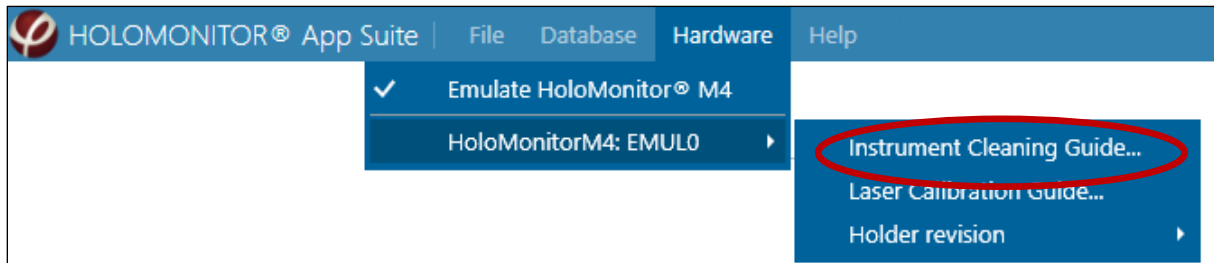 HOLOMONITOR® App Suite File Database Hardware Help
Emulate HoloMonitor® M4
HoloMonitorM4: EMUL0
Instrument Cleaning Guide...
Laser Calibration Guide...
Holder revision